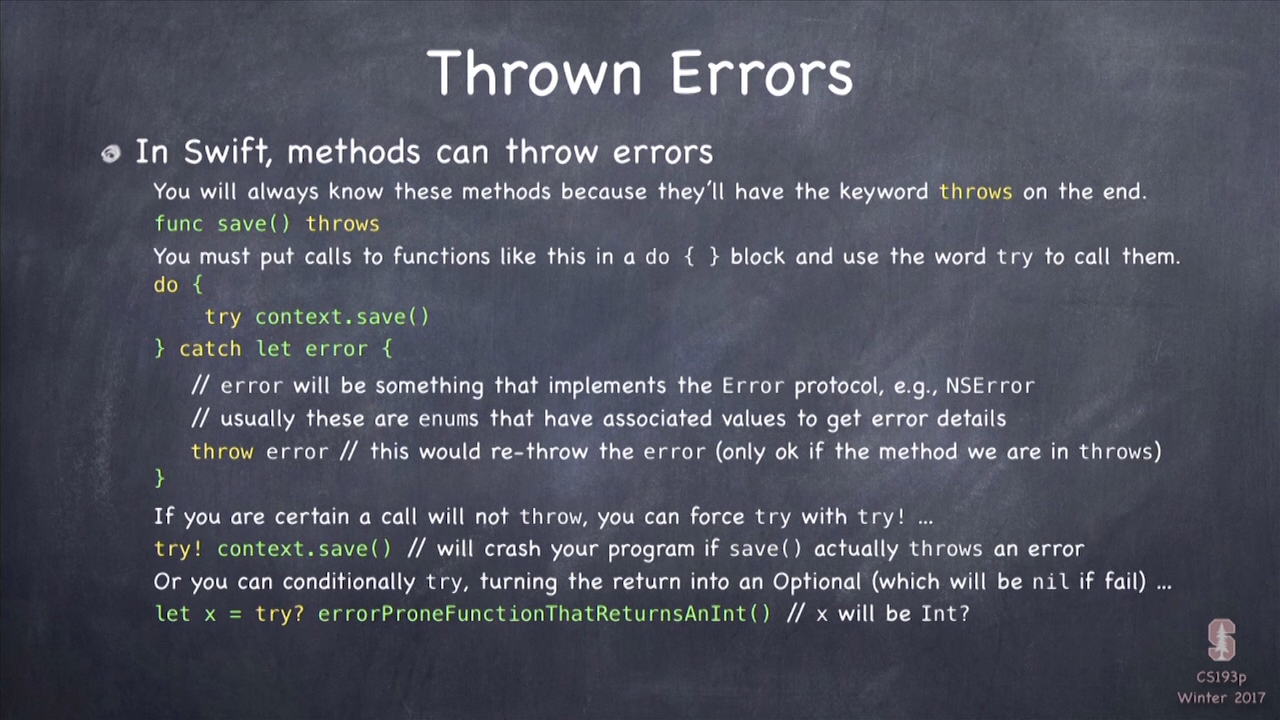 Thrown Errors
In Swift, methods can throw errors
You will always know these methods because they'll have the keyword throws on the end.
func save() throws
You must put calls to functions like this in a do { } block and use the word try to call them.
do {
    try context.save()
} catch let error {
    // error will be something that implements the Error protocol, e.g., NSError
    // usually these are enums that have associated values to get error details
    throw error // this would re-throw the error (only ok if the method we are in throws)
}
If you are certain a call will not throw, you can force try with try! ...
try! context.save() // will crash your program if save() actually throws an error
Or you can conditionally try, turning the return into an Optional (which will be nil if fail) ...
let x = try? errorProneFunctionThatReturnsAnInt() // x will be Int?
S
CS193p
Winter 2017